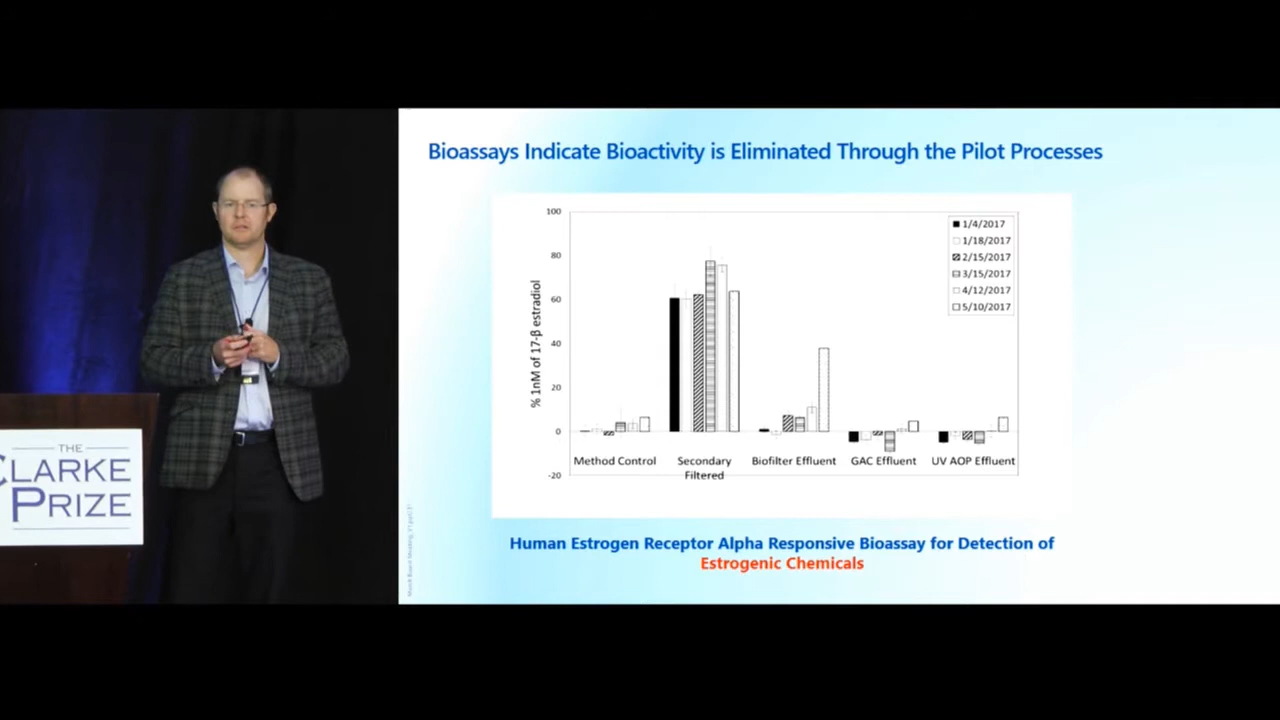 THE
CLARKE
PRIZE
Bioassays Indicate Bioactivity is Eliminated Through the Pilot Processes
% 1nM of 17-β estradiol
100
80
60
40
20
0
-20
1/4/2017
1/18/2017
2/15/2017
3/15/2017
4/12/2017
5/10/2017
Method Control
Secondary Filtered
Biofilter Effluent
GAC Effluent
UV AOP Effluent
Human Estrogen Receptor Alpha Responsive Bioassay for Detection of
Estrogenic Chemicals